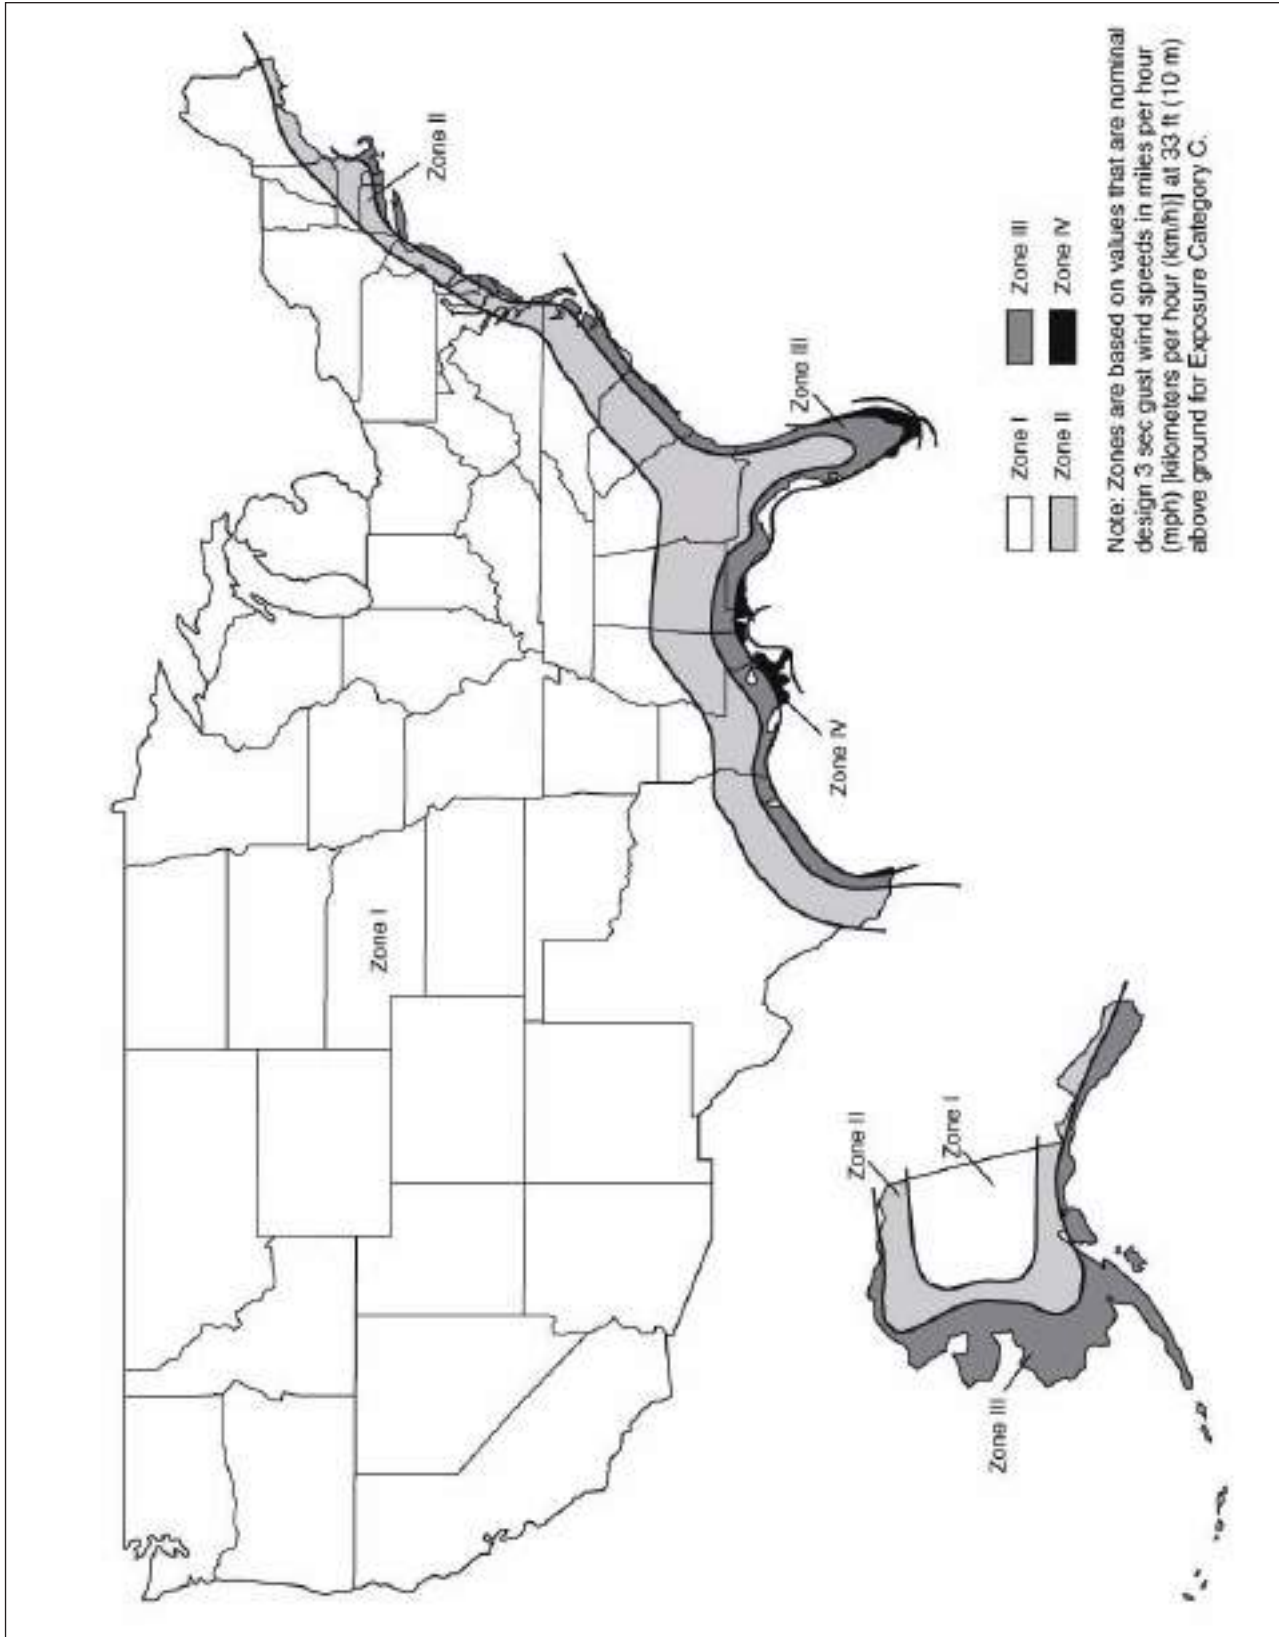 Zone II
Zone III
Zone IV
Zone I
Zone II
Zone I
Zone III
Zone I
Zone II
Zone III
Zone IV
Note: Zones are based on values that are nominal
design 3 sec gust wind speeds in miles per hour
(mph) [kilometers per hour (km/h)] at 33 ft (10 m)
above ground for Exposure Category C.